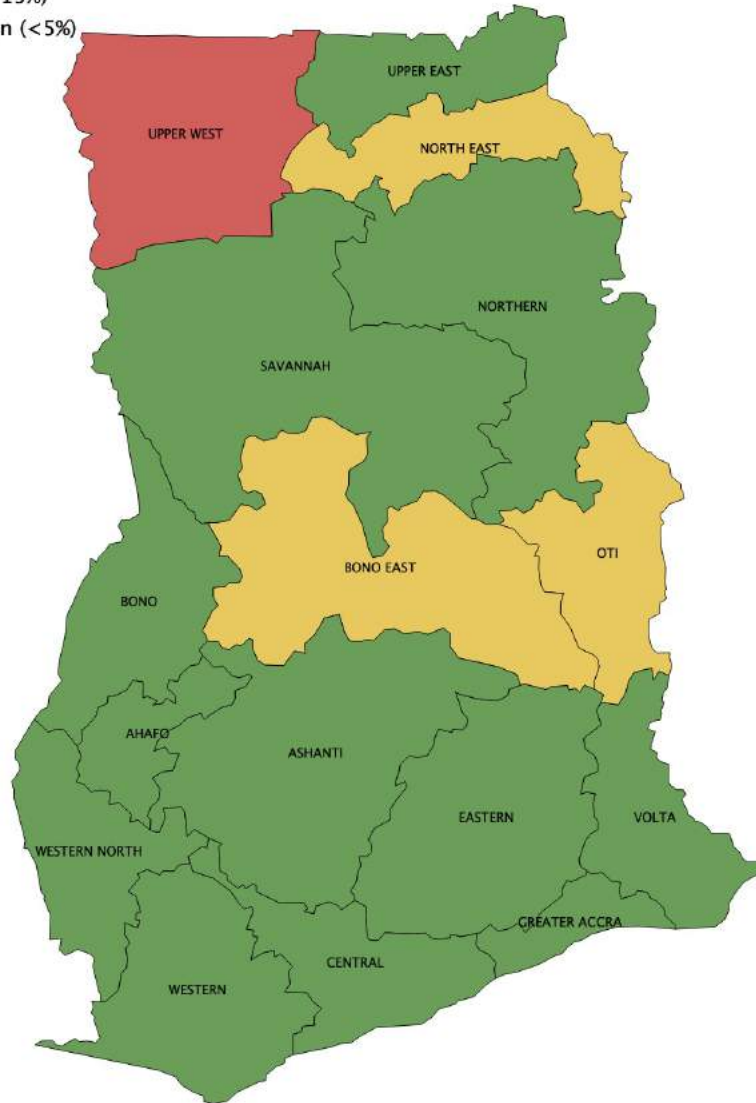 n (<5%)
UPPER EAST
UPPER WEST
NORTH EAST
NORTHERN
SAVANNAH
OTI
BONO EAST
BONO
AHAFO
ASHANTI
EASTERN
VOLTA
WESTERN NORTH
GREATER ACCRA
CENTRAL
WESTERN